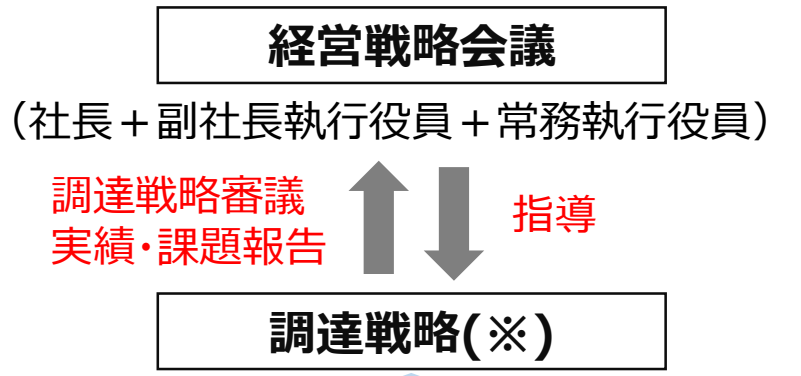 経営戦略会議
（社長＋副社長執行役員＋常務執行役員）
調達戦略審議
実績・課題報告
指導
調達戦略(※)